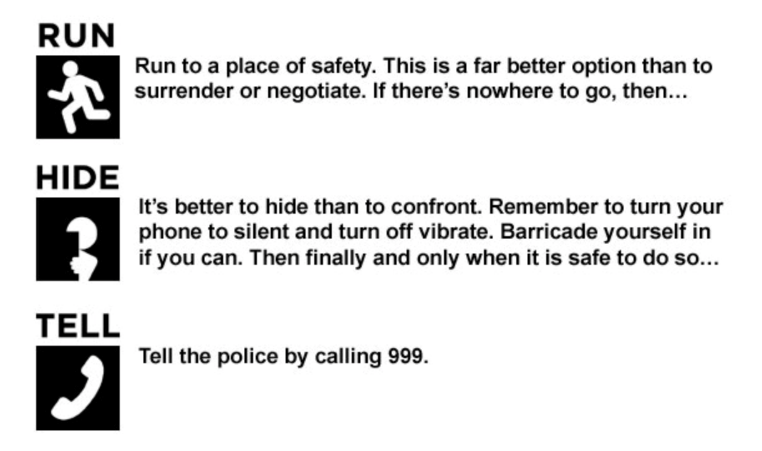 RUN
Run to a place of safety. This is a far better option than to
surrender or negotiate. If there’s nowhere to go, then…
HIDE
It’s better to hide than to confront. Remember to turn your
phone to silent and turn off vibrate. Barricade yourself in
if you can. Then finally and only when it is safe to do so…
TELL
Tell the police by calling 999.